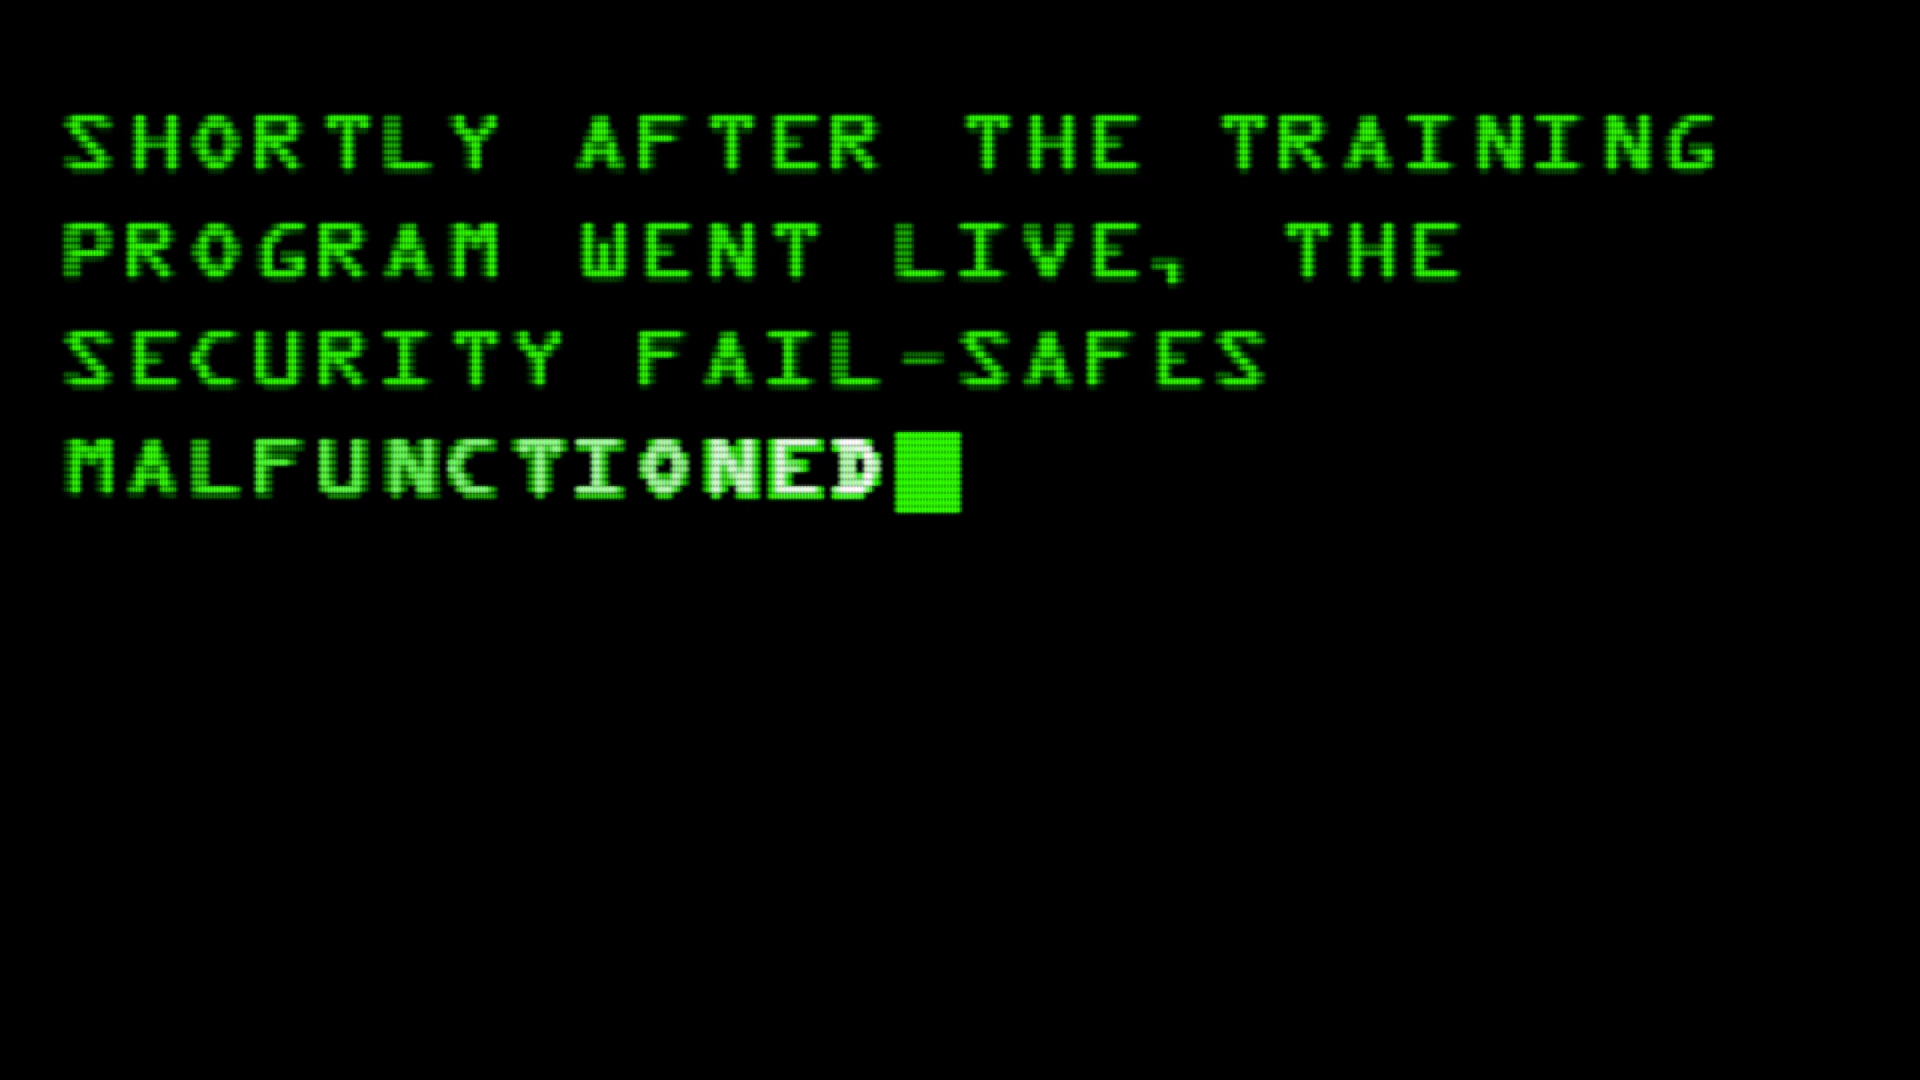 SHORTLY AFTER THE TRAINING
PROGRAM WENT LIVE, THE
SECURITY FAIL-SAFES
MALFUNCTIONED